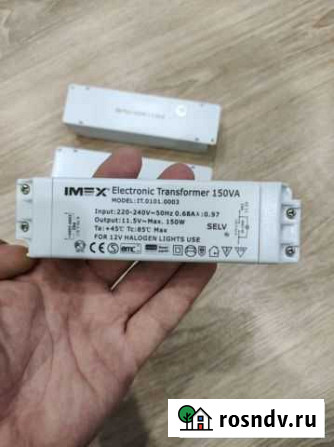 IMEX Electronic Transformer 150VA
MODEL:IT.0101.0003
Input:220-240V~50Hz 0.68A λ:0.97
Output:11.5V~Max. 150W
Ta:+45℃ Tc:85℃ Max
FOR 12V HALOGEN LIGHTS USE
SELV
rosndv.ru